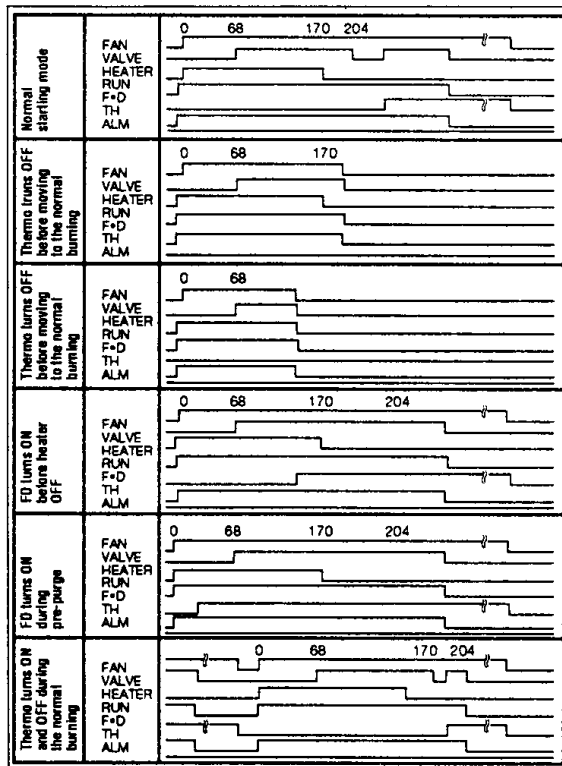 Normal
starting mode
0 68 170 204
FAN
VALVE
HEATER
RUN
F•D
TH
ALM
Thermo truns OFF
before moving
to the normal
burning
0 68 170
FAN
VALVE
HEATER
RUN
F•D
TH
ALM
Thermo turns OFF
before moving
to the normal
burning
0 68
FAN
VALVE
HEATER
RUN
F•D
TH
ALM
FD turns ON
before heater
OFF
0 68 170 204
FAN
VALVE
HEATER
RUN
F•D
TH
ALM
FD turns ON
during
pre-purge
0 68 170 204
FAN
VALVE
HEATER
RUN
F•D
TH
ALM
Thermo turns ON
and OFF during
the normal
burning
0 68 170 204
FAN
VALVE
HEATER
RUN
F•D
TH
ALM